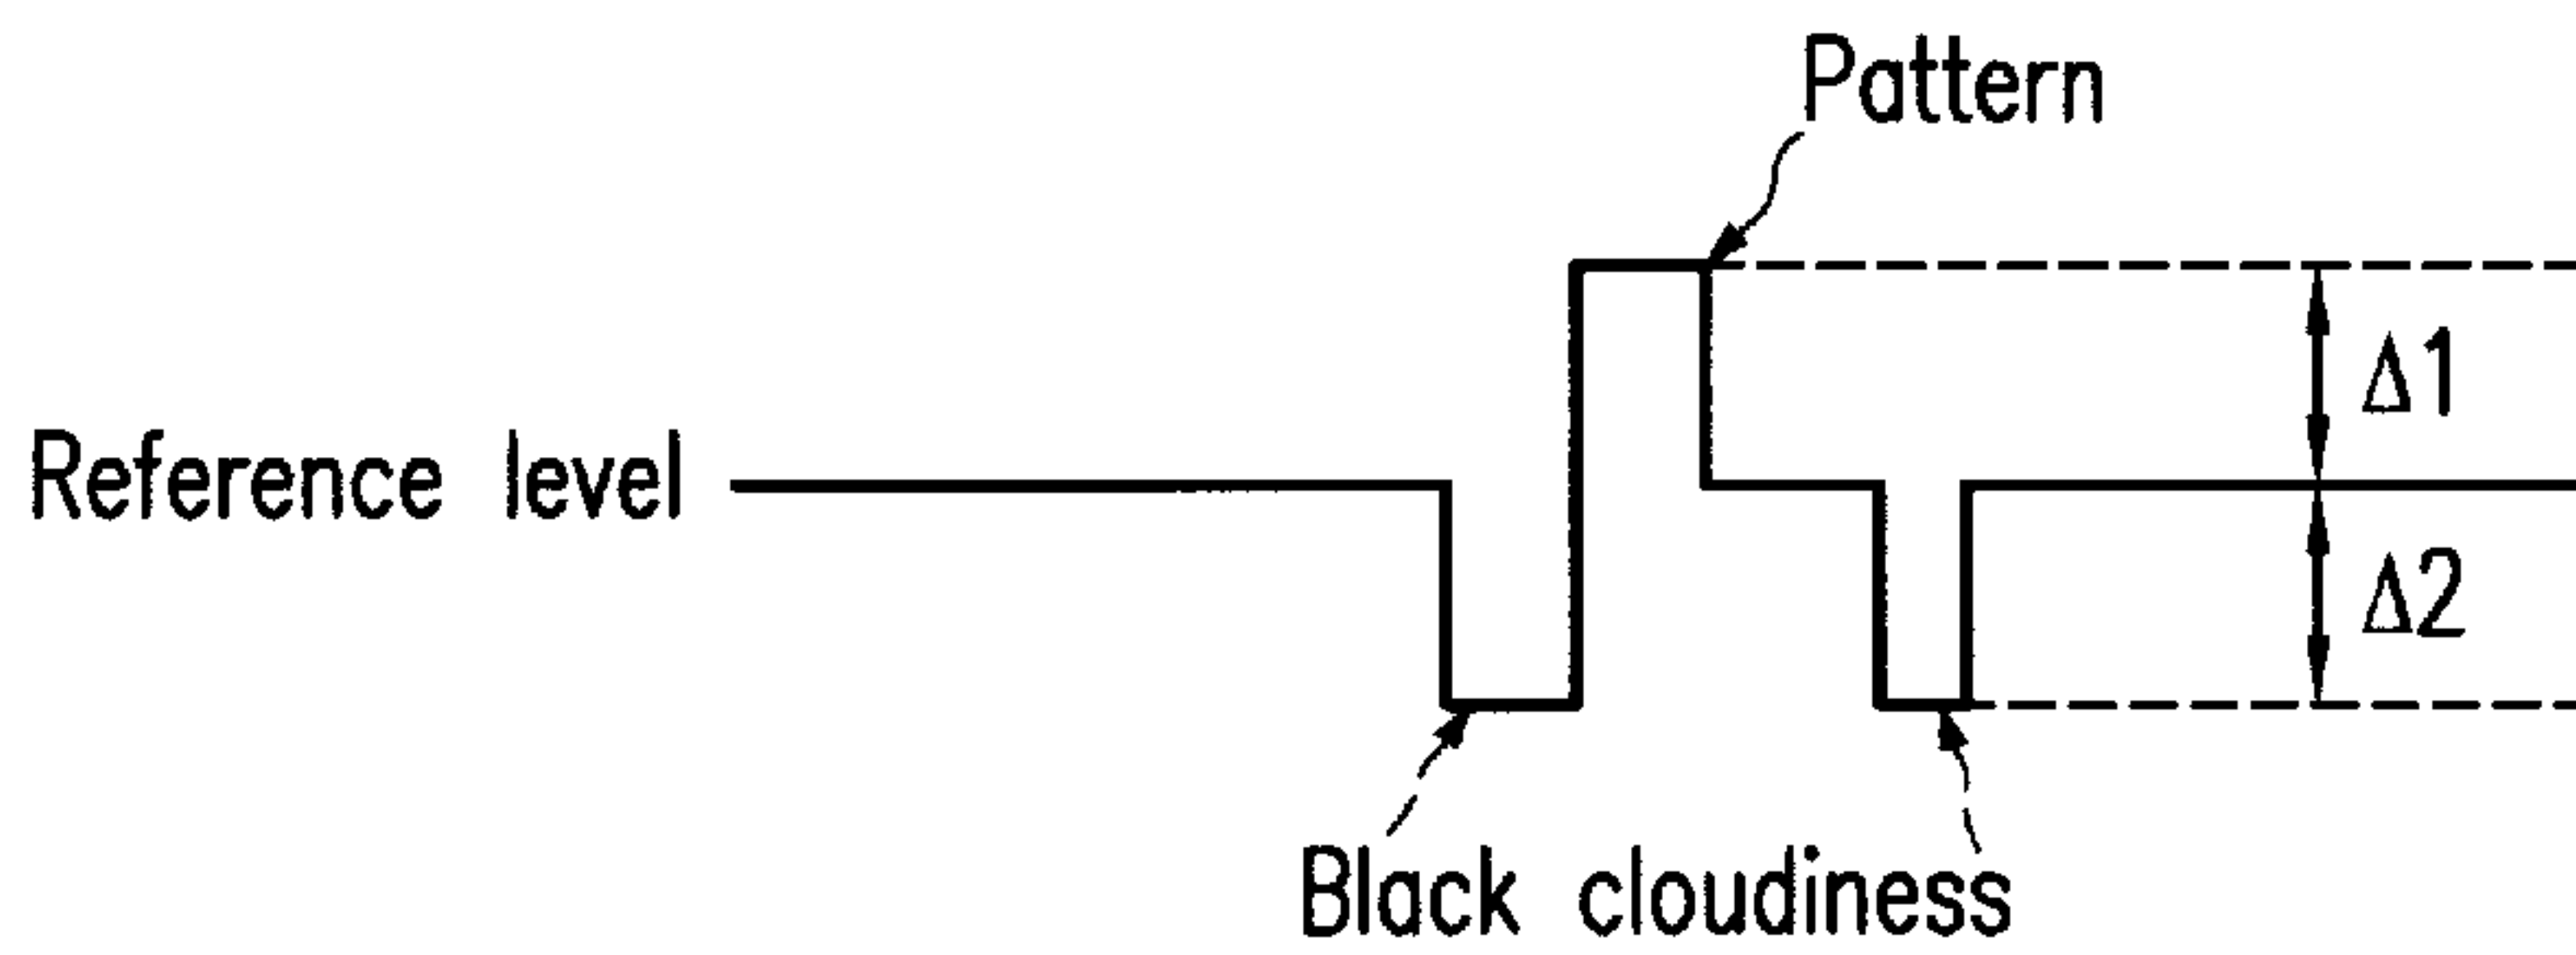 Pattern
Δ1
Reference level
Δ2
Black cloudiness